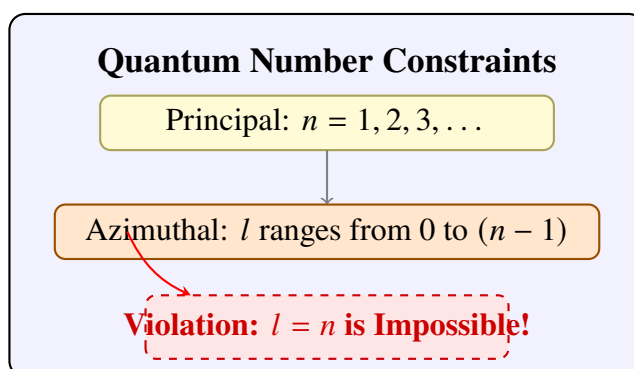 Quantum Number Constraints
Principal: n = 1, 2, 3, . . .
Azimuthal: l ranges from 0 to (n − 1)
Violation: l = n is Impossible!